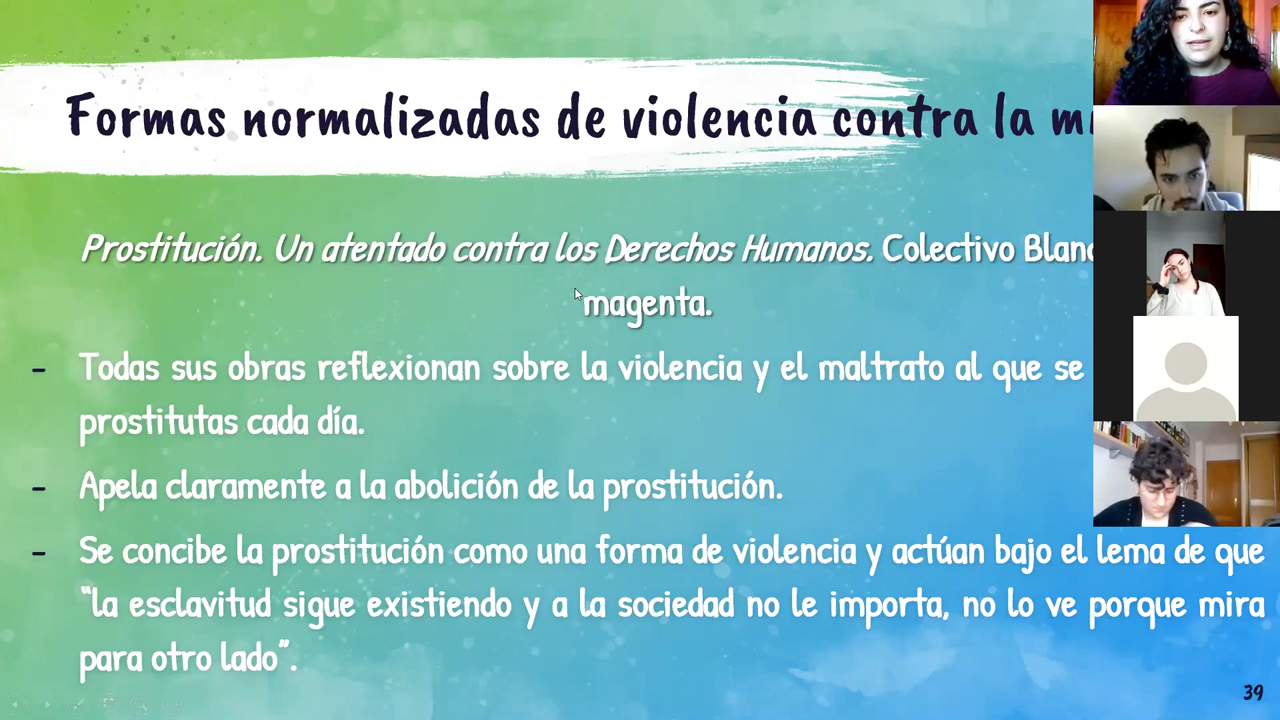 Formas normalizadas de violencia contra la
Prostitución. Un atentado contra los Derechos Humanos. Colectivo
magenta.
- Todas sus obras reflexionan sobre la violencia y el maltrato al que se
prostitutas cada día.
- Apela claramente a la abolición de la prostitución.
- Se concibe la prostitución como una forma de violencia y actúan bajo el lema de que
“la esclavitud sigue existiendo y a la sociedad no le importa, no lo ve porque mira
para otro lado”.
39